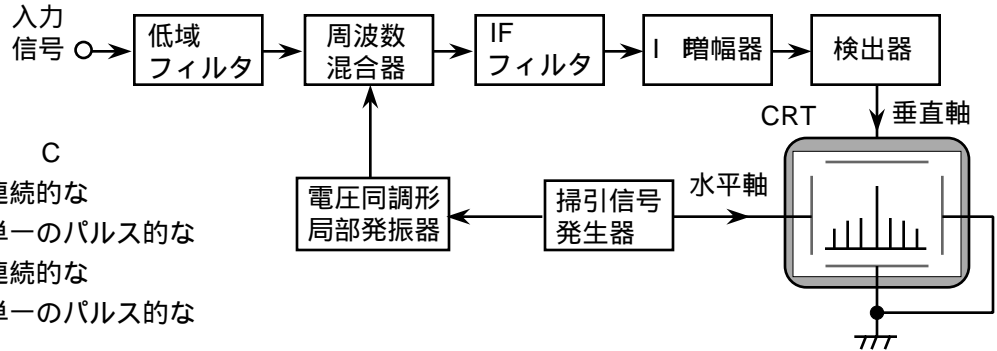 入力
信号
低域
フィルタ
周波数
混合器
IF
フィルタ
I 増幅器
検出器
CRT
垂直軸
C
連続的な
単一のパルス的な
連続的な
単一のパルス的な
電圧同調形
局部発振器
掃引信号
発生器
水平軸